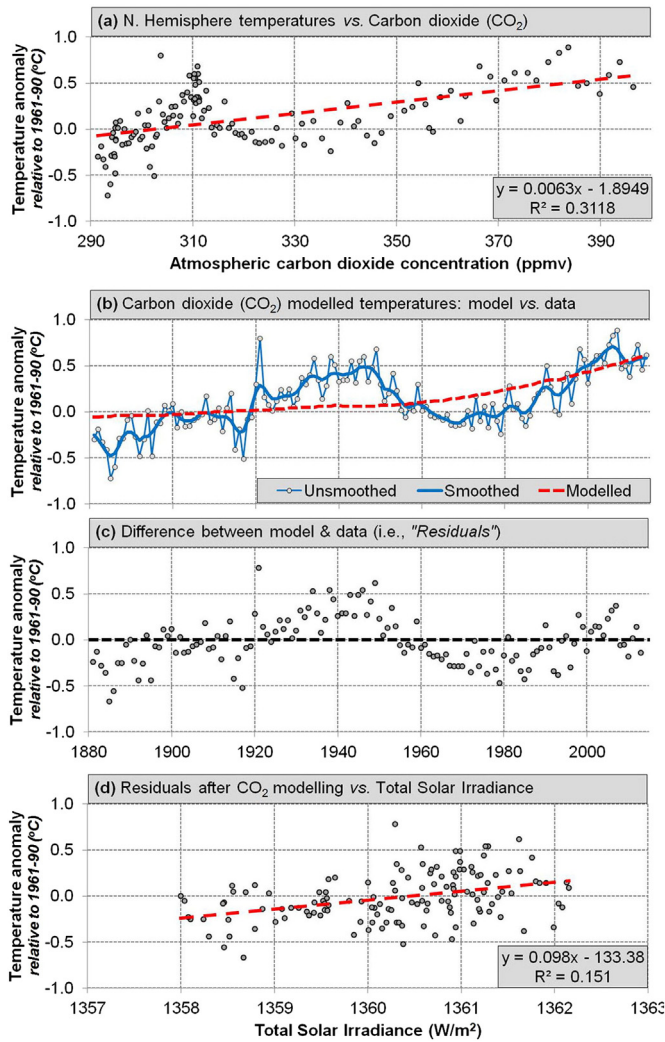 (a) N. Hemisphere temperatures vs. Carbon dioxide (CO₂)
Temperature anomaly
relative to 1961-90 (ºC)
1.0
0.5
0.0
-0.5
-1.0
y = 0.0063x - 1.8949
R² = 0.3118
290 310 330 350 370 390
Atmospheric carbon dioxide concentration (ppmv)
(b) Carbon dioxide (CO₂) modelled temperatures: model vs. data
Temperature anomaly
relative to 1961-90 (ºC)
1.0
0.5
0.0
-0.5
-1.0
Unsmoothed Smoothed Modelled
(c) Difference between model & data (i.e., "Residuals")
Temperature anomaly
relative to 1961-90 (ºC)
1.0
0.5
0.0
-0.5
-1.0
1880 1900 1920 1940 1960 1980 2000
(d) Residuals after CO₂ modelling vs. Total Solar Irradiance
Temperature anomaly
relative to 1961-90 (ºC)
1.0
0.5
0.0
-0.5
-1.0
y = 0.098x - 133.38
R² = 0.151
1357 1358 1359 1360 1361 1362 1363
Total Solar Irradiance (W/m²)